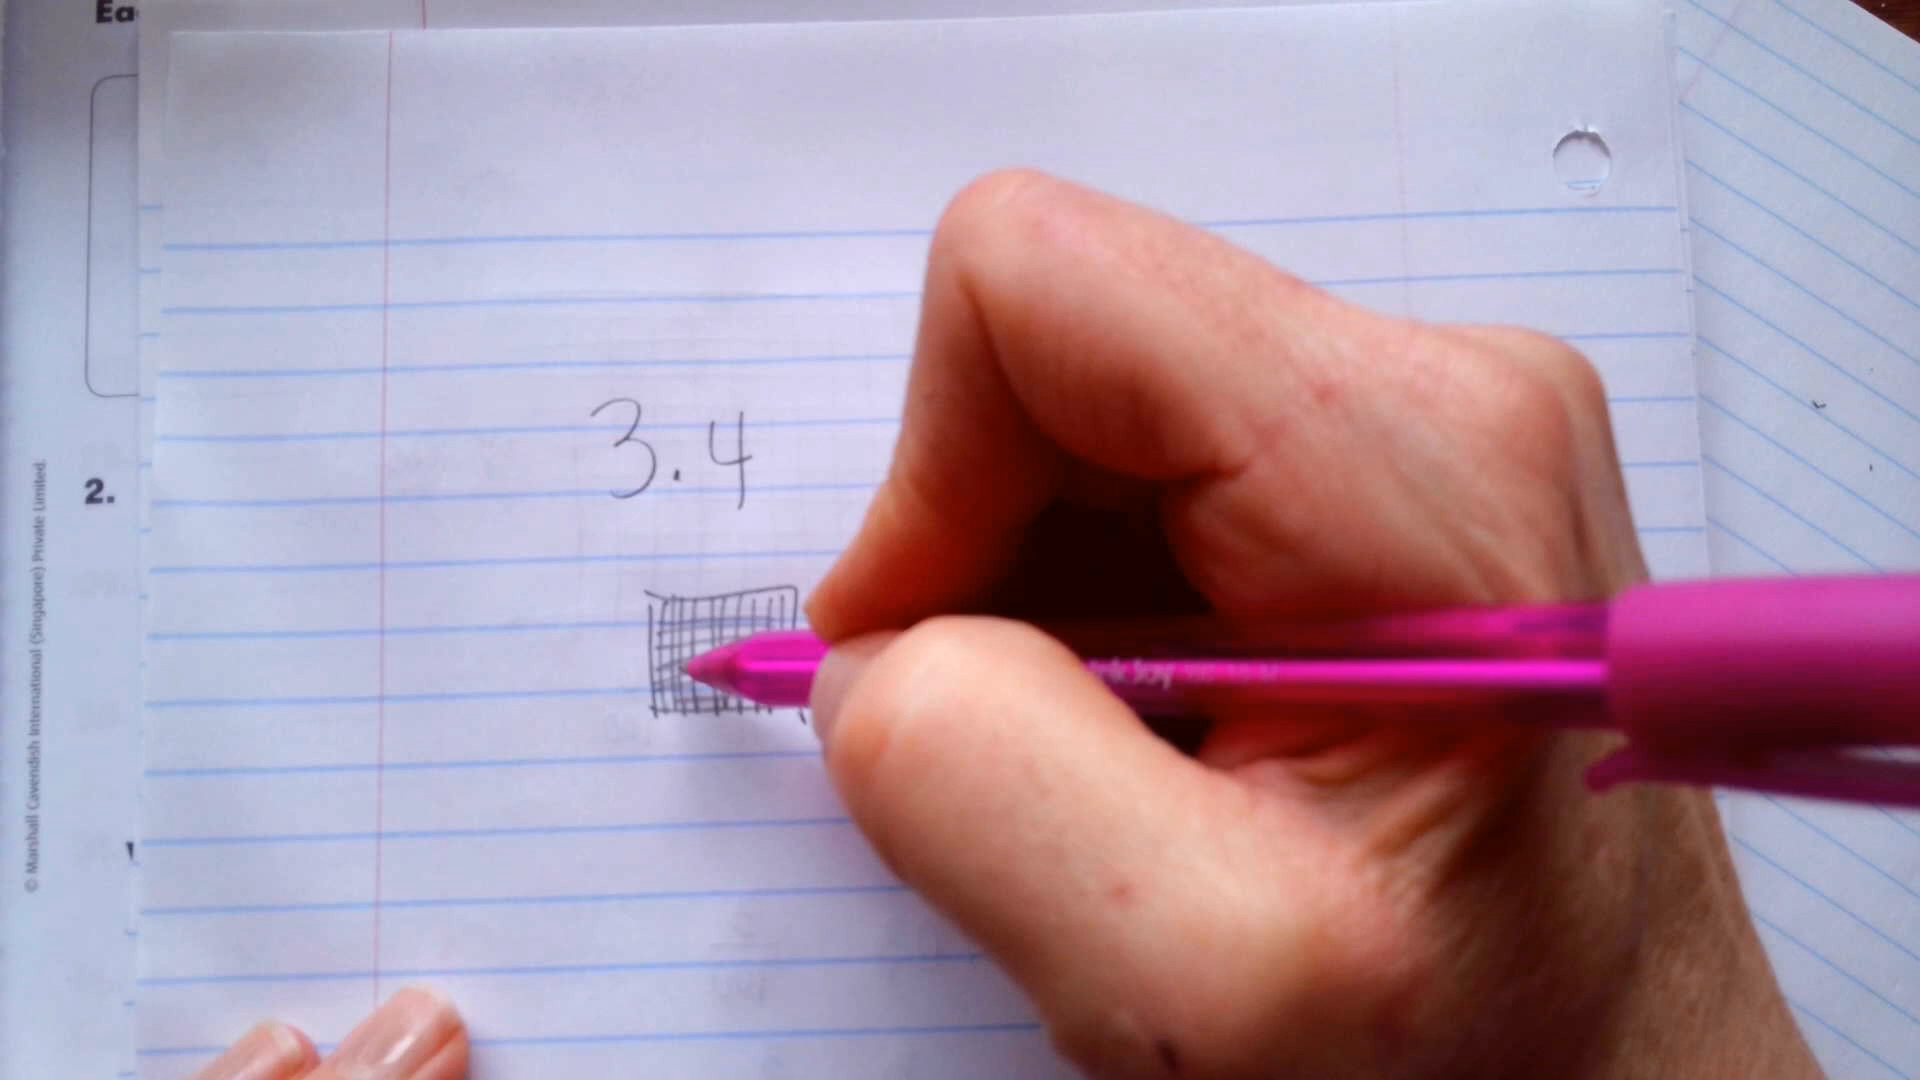 Ea
3.4
2.
© Marshall Cavendish International (Singapore) Private Limited.